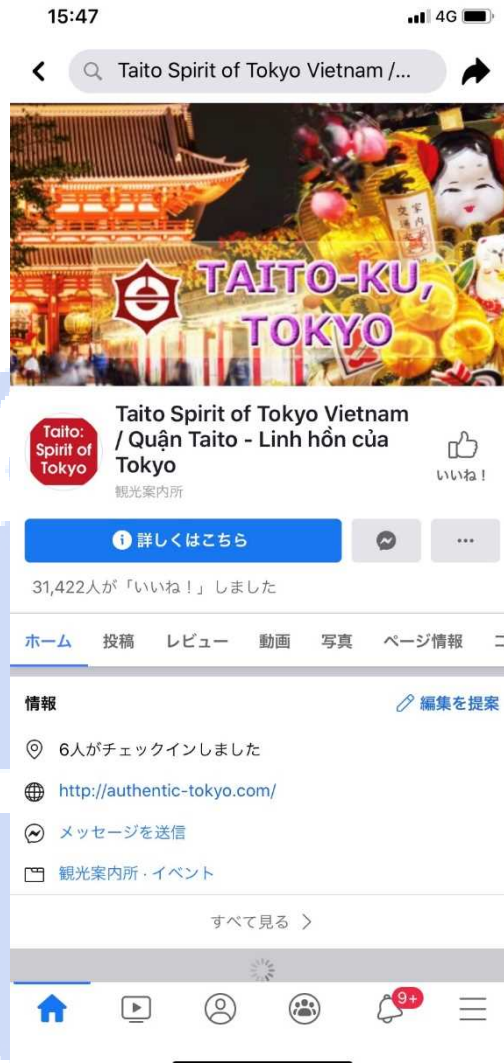 15:47
4G
Taito Spirit of Tokyo Vietnam /...
家内
交通
TAITO-KU,
TOKYO
Taito:
Spirit of
Tokyo
Taito Spirit of Tokyo Vietnam
/ Quận Taito - Linh hồn của
Tokyo
観光案内所
いいね！
詳しくはこちら
31,422人が「いいね！」しました
ホーム 投稿 レビュー 動画 写真 ページ情報
情報
編集を提案
6人がチェックインしました
http://authentic-tokyo.com/
メッセージを送信
観光案内所 · イベント
すべて見る
9+